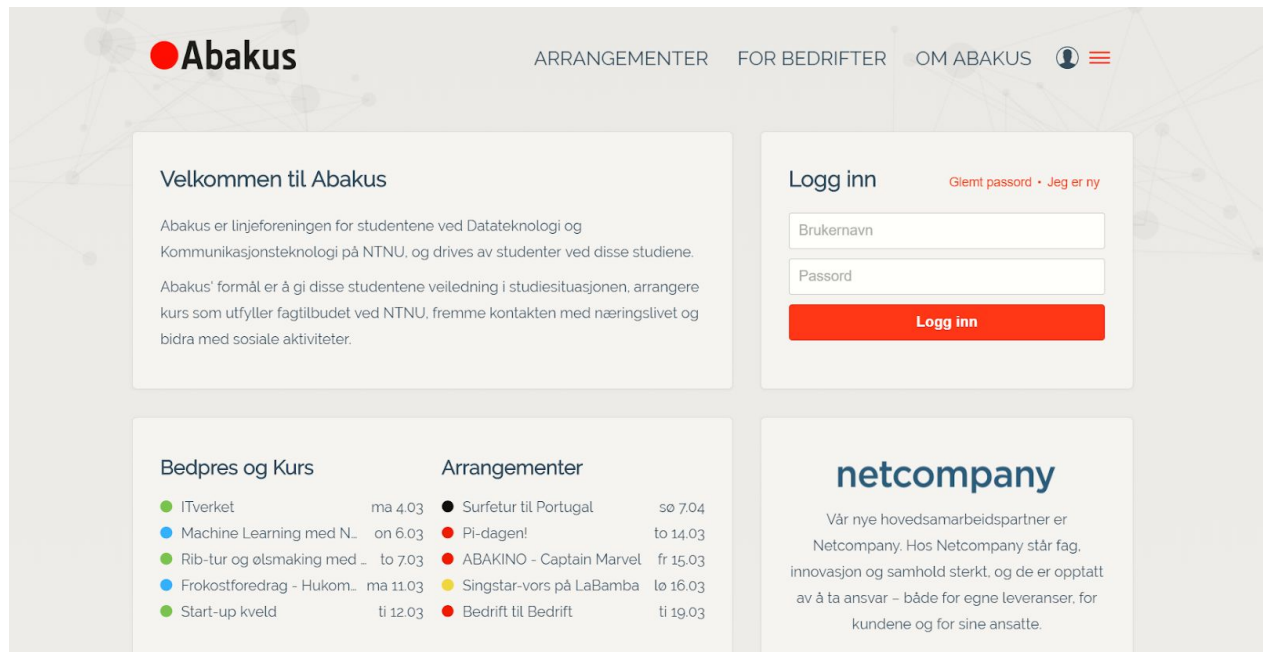 Abakus
ARRANGEMENTER FOR BEDRIFTER OM ABAKUS
Velkommen til Abakus
Abakus er linjeforeningen for studentene ved Datateknologi og
Kommunikasjonsteknologi på NTNU, og drives av studenter ved disse studiene.
Abakus' formål er å gi disse studentene veiledning i studiesituasjonen, arrangere
kurs som utfyller fagtilbudet ved NTNU, fremme kontakten med næringslivet og
bidra med sosiale aktiviteter.
Logg inn
Glemt passord • Jeg er ny
Brukernavn
Passord
Logg inn
Bedpres og Kurs
ITverket ma 4.03
Machine Learning med N... on 6.03
Rib-tur og ølsmaking med ... to 7.03
Frokostforedrag - Hukom... ma 11.03
Start-up kveld ti 12.03
Arrangementer
Surfetur til Portugal sø 7.04
Pi-dagen! to 14.03
ABAKINO - Captain Marvel fr 15.03
Singstar-vors på LaBamba lø 16.03
Bedrift til Bedrift ti 19.03
netcompany
Vår nye hovedsamarbeidspartner er
Netcompany. Hos Netcompany står fag,
innovasjon og samhold sterkt, og de er opptatt
av å ta ansvar – både for egne leveranser, for
kundene og for sine ansatte.